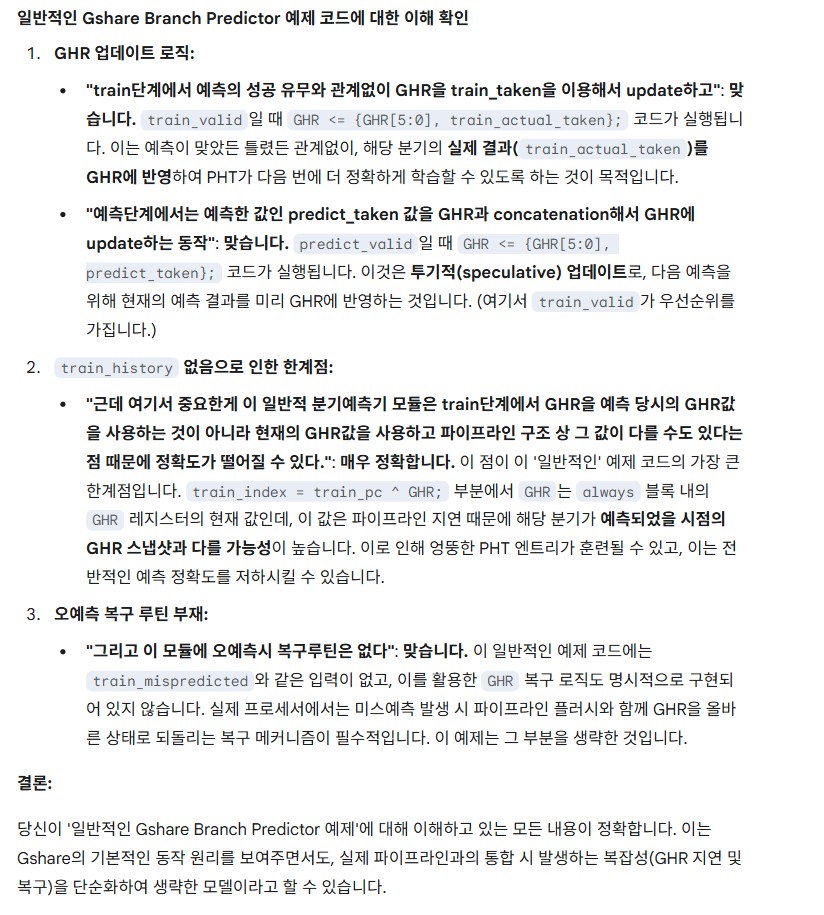 일반적인 Gshare Branch Predictor 예제 코드에 대한 이해 확인
1. GHR 업데이트 로직:
• "train단계에서 예측의 성공 유무와 관계없이 GHR을 train_taken을 이용해서 update하고": 맞
습니다. train_valid 일 때 GHR <= {GHR[5:0], train_actual_taken}; 코드가 실행됩니
다. 이는 예측이 맞았든 틀렸든 관계없이, 해당 분기의 실제 결과( train_actual_taken )를
GHR에 반영하여 PHT가 다음 번에 더 정확하게 학습할 수 있도록 하는 것이 목적입니다.
• "예측단계에서는 예측한 값인 predict_taken 값을 GHR과 concatenation해서 GHR에
update하는 동작": 맞습니다. predict_valid 일 때 GHR <= {GHR[5:0],
predict_taken}; 코드가 실행됩니다. 이것은 투기적(speculative) 업데이트로, 다음 예측을
위해 현재의 예측 결과를 미리 GHR에 반영하는 것입니다. (여기서 train_valid 가 우선순위를
가집니다.)
2. train_history 없음으로 인한 한계점:
• "근데 여기서 중요한게 이 일반적 분기예측기 모듈은 train단계에서 GHR을 예측 당시의 GHR값
을 사용하는 것이 아니라 현재의 GHR값을 사용하고 파이프라인 구조 상 그 값이 다를 수도 있다는
점 때문에 정확도가 떨어질 수 있다.": 매우 정확합니다. 이 점이 이 '일반적인' 예제 코드의 가장 큰
한계점입니다. train_index = train_pc ^ GHR; 부분에서 GHR 는 always 블록 내의
GHR 레지스터의 현재 값인데, 이 값은 파이프라인 지연 때문에 해당 분기가 예측되었을 시점의
GHR 스냅샷과 다를 가능성이 높습니다. 이로 인해 엉뚱한 PHT 엔트리가 훈련될 수 있고, 이는 전
반적인 예측 정확도를 저하시킬 수 있습니다.
3. 오예측 복구 루틴 부재:
• "그리고 이 모듈에 오예측시 복구루틴은 없다": 맞습니다. 이 일반적인 예제 코드에는
train_mispredicted 와 같은 입력이 없고, 이를 활용한 GHR 복구 로직도 명시적으로 구현되
어 있지 않습니다. 실제 프로세서에서는 미스예측 발생 시 파이프라인 플러시와 함께 GHR을 올바
른 상태로 되돌리는 복구 메커니즘이 필수적입니다. 이 예제는 그 부분을 생략한 것입니다.
결론:
당신이 '일반적인 Gshare Branch Predictor 예제'에 대해 이해하고 있는 모든 내용이 정확합니다. 이는
Gshare의 기본적인 동작 원리를 보여주면서도, 실제 파이프라인과의 통합 시 발생하는 복잡성(GHR 지연 및
복구)을 단순화하여 생략한 모델이라고 할 수 있습니다.